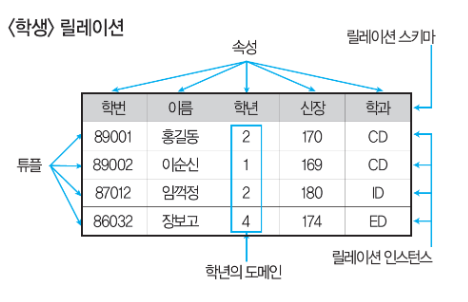 〈학생〉 릴레이션
속성
릴레이션 스키마
학번 이름 학년 신장 학과
89001 홍길동 2 170 CD
89002 이순신 1 169 CD
튜플
87012 임꺽정 2 180 ID
86032 장보고 4 174 ED
학년의 도메인
릴레이션 인스턴스